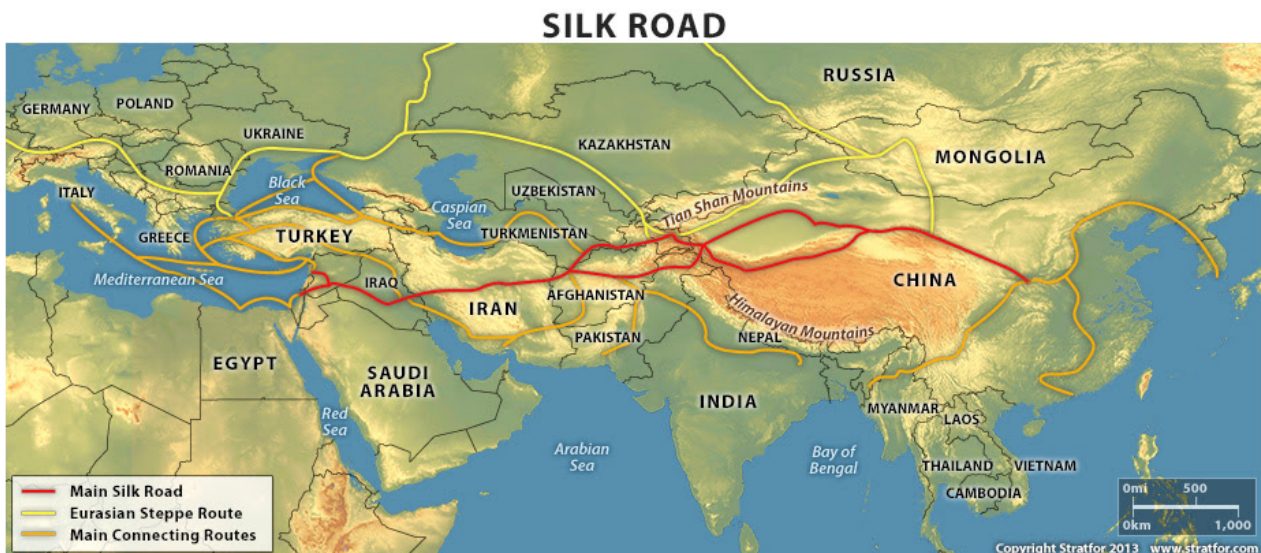 SILK ROAD
RUSSIA
GERMANY
POLAND
UKRAINE
KAZAKHSTAN
MONGOLIA
ROMANIA
ITALY
Black
Sea
UZBEKISTAN
Tian Shan Mountains
Caspian
Sea
GREECE
TURKEY
TURKMENISTAN
Mediterranean Sea
IRAQ
IRAN
AFGHANISTAN
CHINA
Himalayan Mountains
PAKISTAN
NEPAL
EGYPT
SAUDI
ARABIA
INDIA
MYANMAR
LAOS
Red
Sea
Arabian
Sea
Bay of
Bengal
THAILAND
VIETNAM
CAMBODIA
Main Silk Road
Eurasian Steppe Route
Main Connecting Routes
0mi 500
0km 1,000
Copyright Stratfor 2013 www.stratfor.com